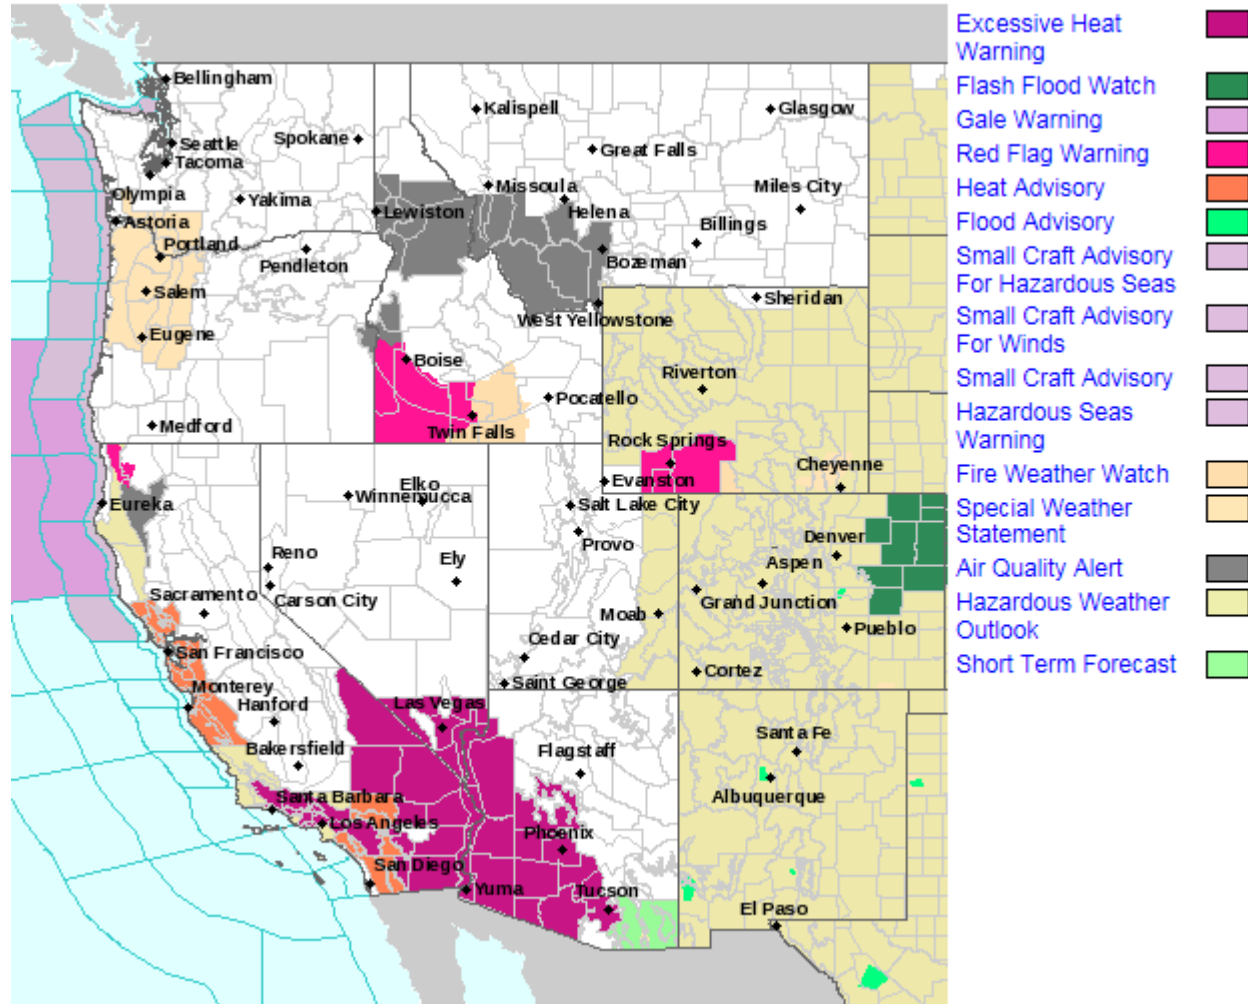 Bellingham
Kalispell
Glasgow
Seattle
Spokane
Great Falls
Tacoma
Missoula
Miles City
Olympia
Yakima
Lewiston
Helena
Astoria
Billings
Portland
Pendleton
Bozeman
Salem
Sheridan
West Yellowstone
Eugene
Boise
Riverton
Pocatello
Medford
Twin Falls
Rock Springs
Cheyenne
Evanston
Elko
Winnemucca
Eureka
Salt Lake City
Provo
Denver
Reno
Ely
Aspen
Sacramento
Carson City
Grand Junction
Moab
Pueblo
Cedar City
San Francisco
Cortez
Saint George
Monterey
Hanford
Las Vegas
Santa Fe
Bakersfield
Flagstaff
Albuquerque
Santa Barbara
Los Angeles
Phoenix
San Diego
Yuma
Tucson
El Paso
Excessive Heat
Warning
Flash Flood Watch
Gale Warning
Red Flag Warning
Heat Advisory
Flood Advisory
Small Craft Advisory
For Hazardous Seas
Small Craft Advisory
For Winds
Small Craft Advisory
Hazardous Seas
Warning
Fire Weather Watch
Special Weather
Statement
Air Quality Alert
Hazardous Weather
Outlook
Short Term Forecast